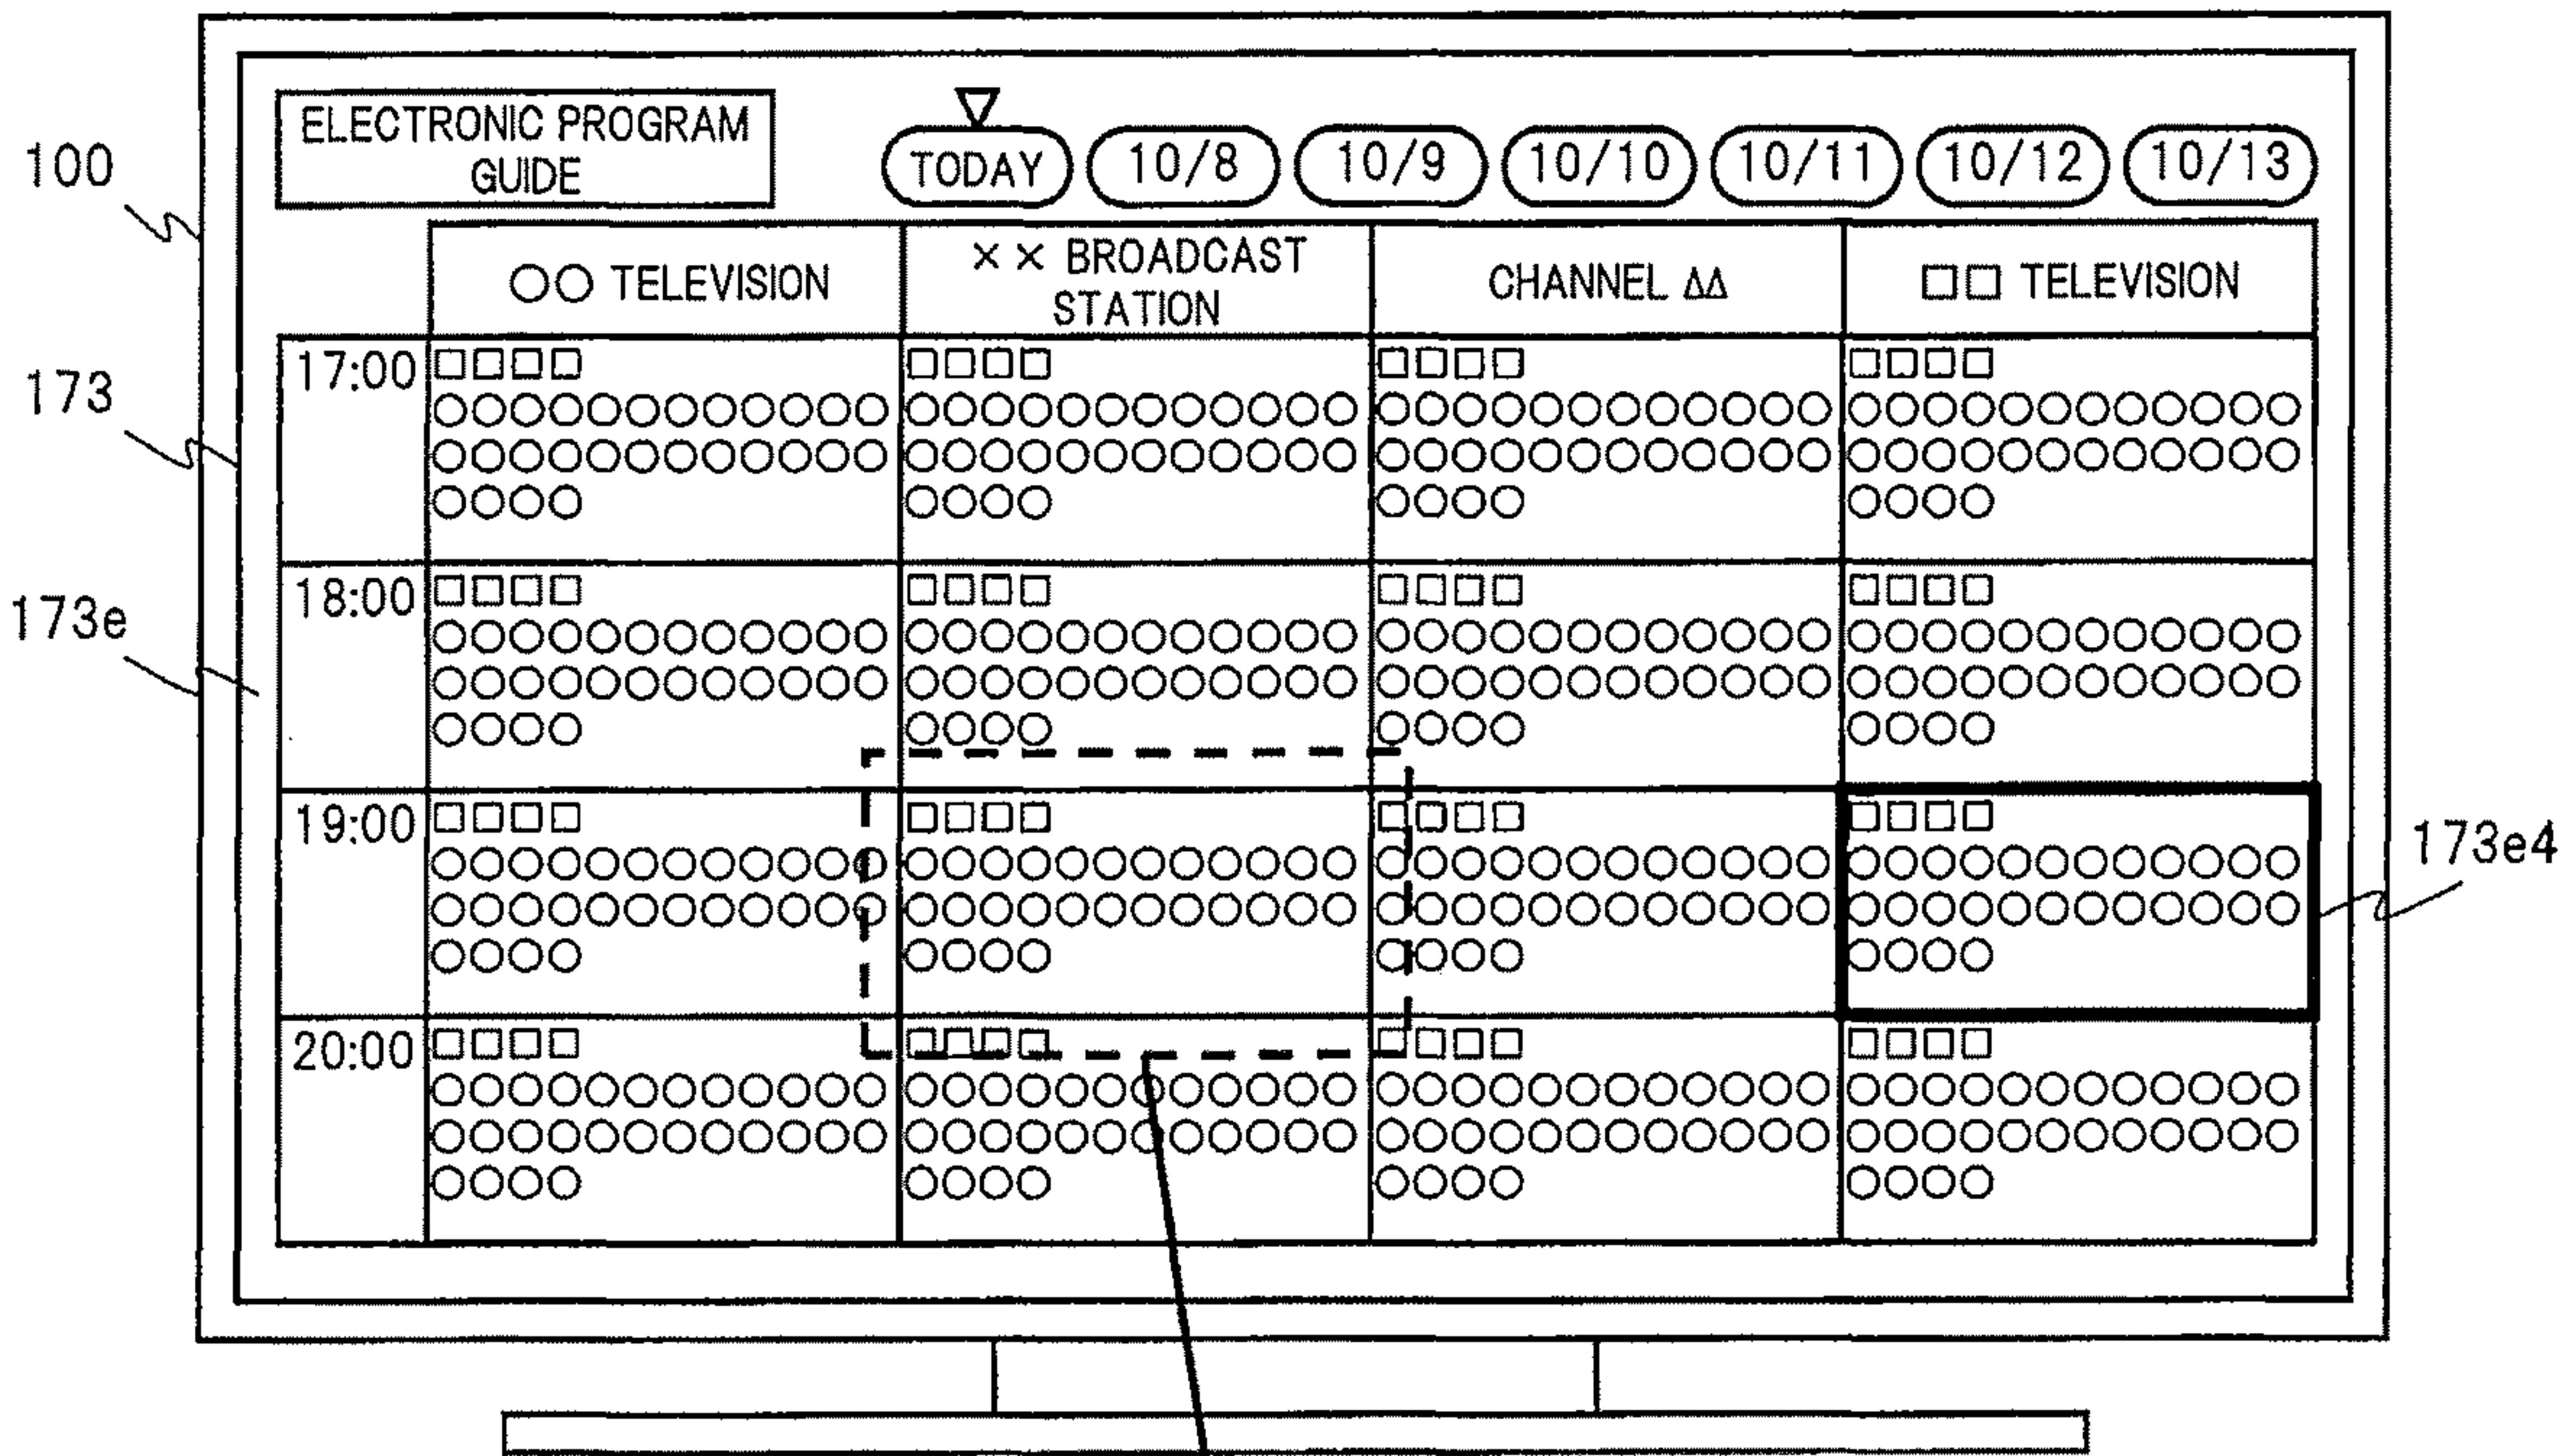 ELECTRONIC PROGRAM
GUIDE
TODAY 10/8 10/9 10/10 10/11 10/12 10/13
100
○○ TELEVISION
×× BROADCAST
STATION
CHANNEL ΔΔ
□□ TELEVISION
173
17:00 □□□□ □□□□ □□□□ □□□□
○○○○○○○○○○○○ ○○○○○○○○○○○○ ○○○○○○○○○○○○ ○○○○○○○○○○○○
○○○○○○○○○○○○ ○○○○○○○○○○○○ ○○○○○○○○○○○○ ○○○○○○○○○○○○
○○○○ ○○○○ ○○○○ ○○○○
173e
18:00 □□□□ □□□□ □□□□ □□□□
○○○○○○○○○○○○ ○○○○○○○○○○○○ ○○○○○○○○○○○○ ○○○○○○○○○○○○
○○○○○○○○○○○○ ○○○○○○○○○○○○ ○○○○○○○○○○○○ ○○○○○○○○○○○○
○○○○ ○○○○ ○○○○ ○○○○
19:00 □□□□ □□□□ □□□□ □□□□
○○○○○○○○○○○○ ○○○○○○○○○○○○ ○○○○○○○○○○○○ ○○○○○○○○○○○○
○○○○○○○○○○○○ ○○○○○○○○○○○○ ○○○○○○○○○○○○ ○○○○○○○○○○○○
○○○○ ○○○○ ○○○○ ○○○○
173e4
20:00 □□□□ □□□□ □□□□ □□□□
○○○○○○○○○○○○ ○○○○○○○○○○○○ ○○○○○○○○○○○○ ○○○○○○○○○○○○
○○○○○○○○○○○○ ○○○○○○○○○○○○ ○○○○○○○○○○○○ ○○○○○○○○○○○○
○○○○ ○○○○ ○○○○ ○○○○